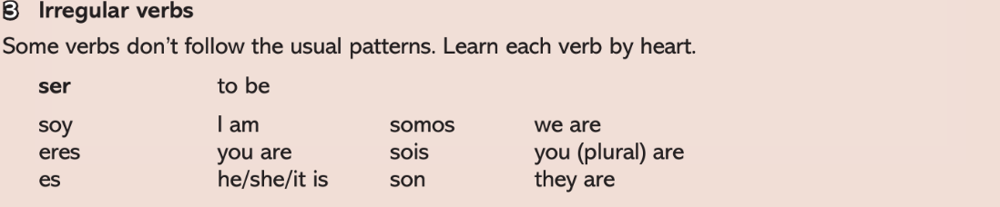 3 Irregular verbs
Some verbs don't follow the usual patterns. Learn each verb by heart.
ser to be
soy I am somos we are
eres you are sois you (plural) are
es he/she/it is son they are